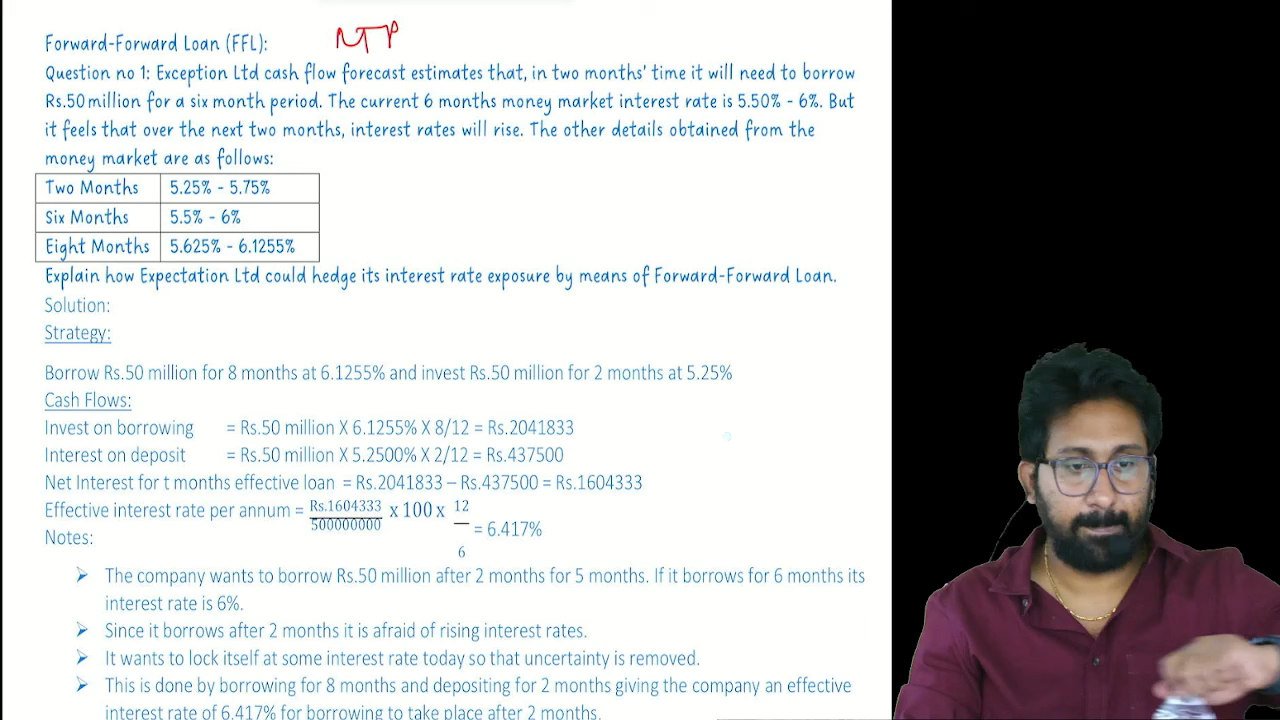 Forward-Forward Loan (FFL): NTP
Question no 1: Exception Ltd cash flow forecast estimates that, in two months' time it will need to borrow
Rs.50 million for a six month period. The current 6 months money market interest rate is 5.50% - 6%. But
it feels that over the next two months, interest rates will rise. The other details obtained from the
money market are as follows:
Two Months 5.25% - 5.75%
Six Months 5.5% - 6%
Eight Months 5.625% - 6.1255%
Explain how Expectation Ltd could hedge its interest rate exposure by means of Forward-Forward Loan.
Solution:
Strategy:
Borrow Rs.50 million for 8 months at 6.1255% and invest Rs.50 million for 2 months at 5.25%
Cash Flows:
Invest on borrowing = Rs.50 million X 6.1255% X 8/12 = Rs.2041833
Interest on deposit = Rs.50 million X 5.2500% X 2/12 = Rs.437500
Net Interest for t months effective loan = Rs.2041833 – Rs.437500 = Rs.1604333
Effective interest rate per annum = Rs.1604333 / 500000000 x 100 x 12 / 6 = 6.417%
Notes:
➢ The company wants to borrow Rs.50 million after 2 months for 5 months. If it borrows for 6 months its
interest rate is 6%.
➢ Since it borrows after 2 months it is afraid of rising interest rates.
➢ It wants to lock itself at some interest rate today so that uncertainty is removed.
➢ This is done by borrowing for 8 months and depositing for 2 months giving the company an effective
interest rate of 6.417% for borrowing to take place after 2 months.